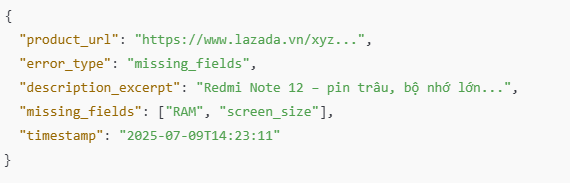 {
"product_url": "https://www.lazada.vn/xyz...",
"error_type": "missing_fields",
"description_excerpt": "Redmi Note 12 – pin trâu, bộ nhớ lớn...",
"missing_fields": ["RAM", "screen_size"],
"timestamp": "2025-07-09T14:23:11"
}